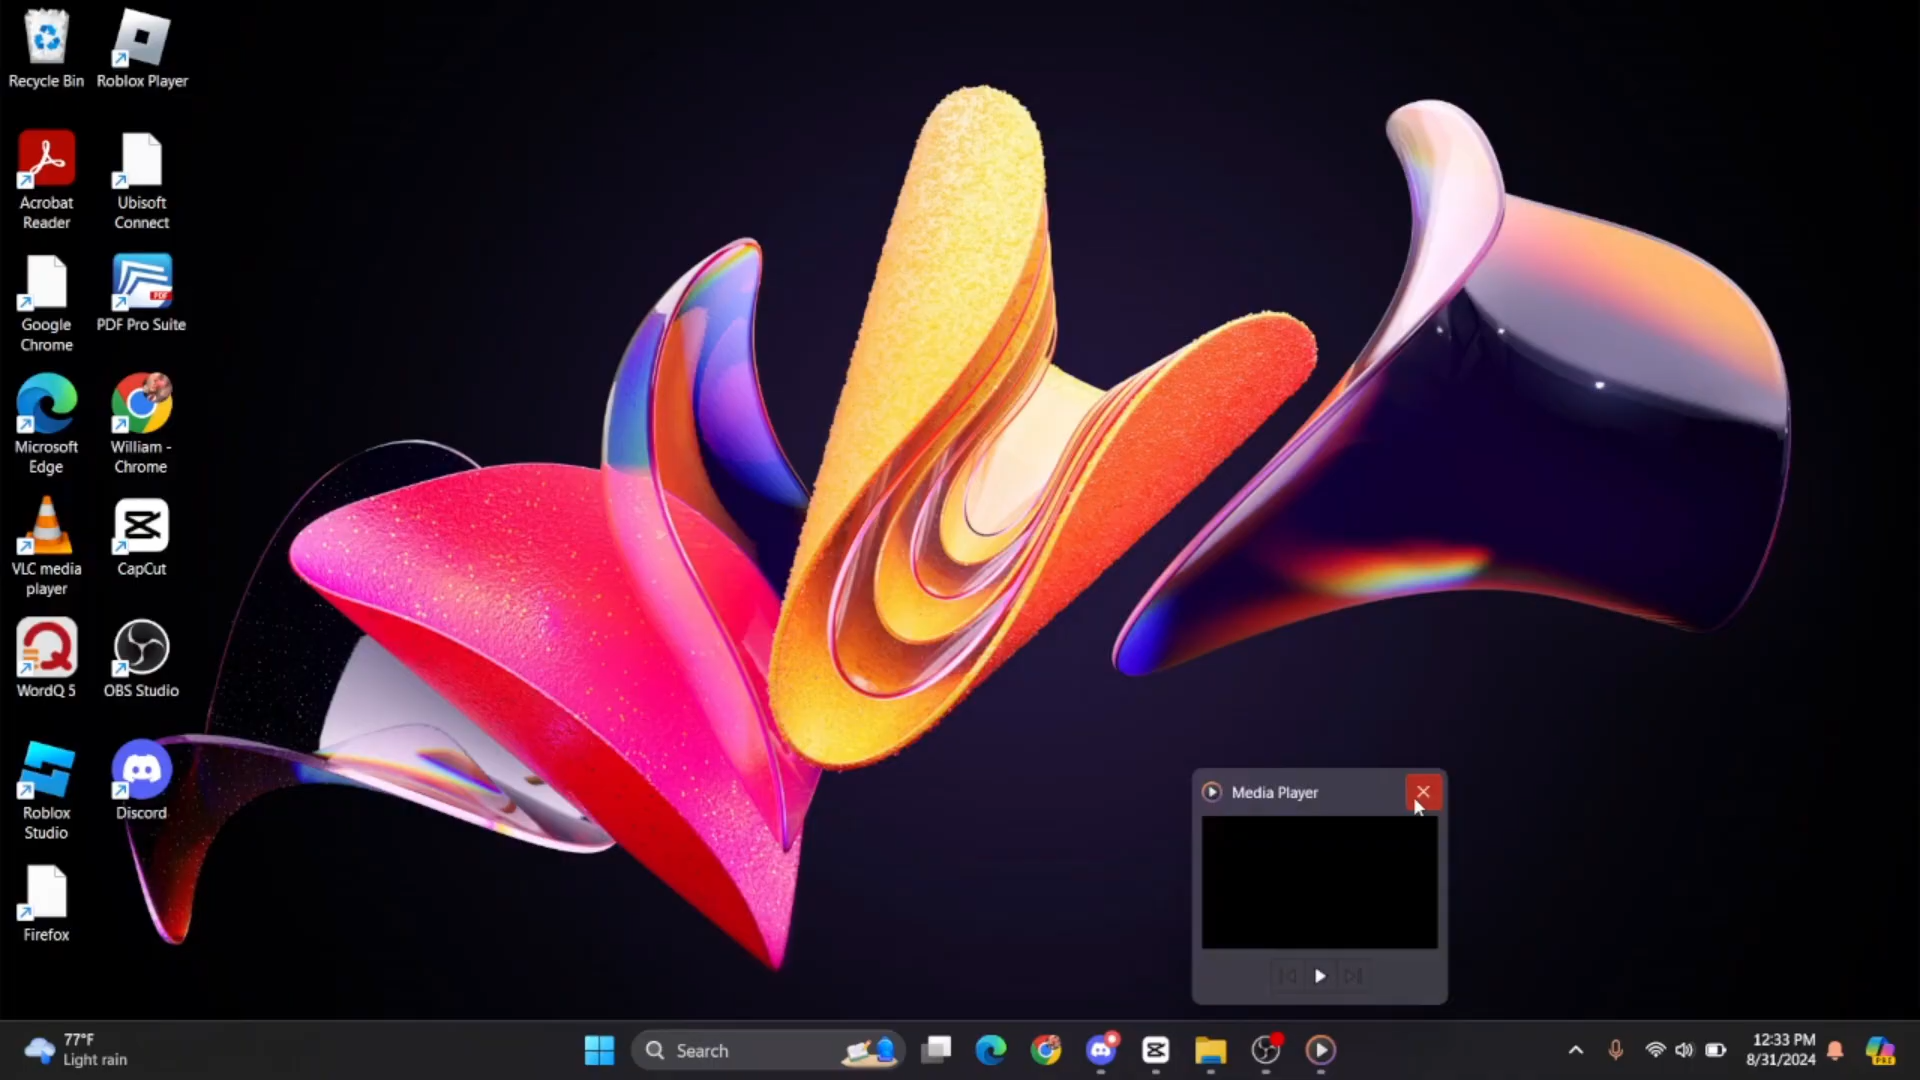 Recycle Bin
Roblox Player
Acrobat
Reader
Ubisoft
Connect
Google
Chrome
PDF
PDF Pro Suite
Microsoft
Edge
William -
Chrome
VLC media
player
CapCut
WordQ 5
OBS Studio
Roblox
Studio
Discord
Firefox
Media Player
77°F
Light rain
Search
12:33 PM
8/31/2024
PRE